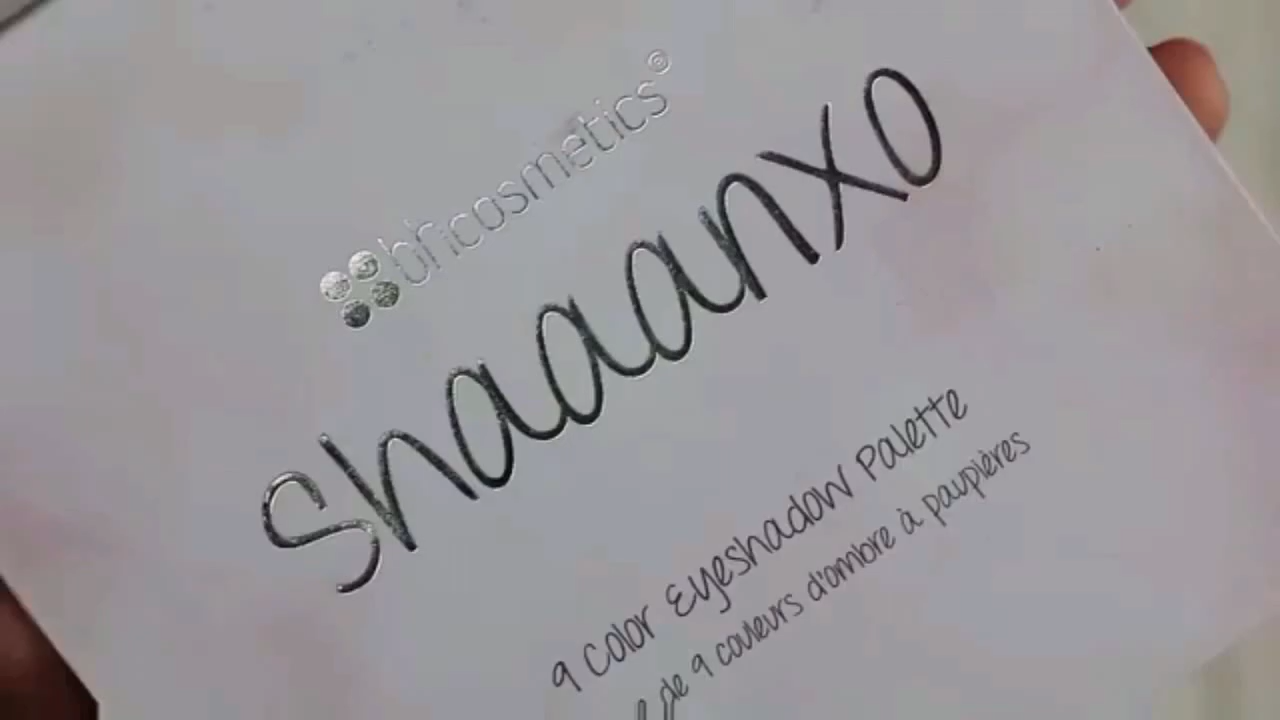 bhcosmetics®
shaaanxo
9 Color Eyeshadow Palette
de 9 couleurs d'ombre à paupières